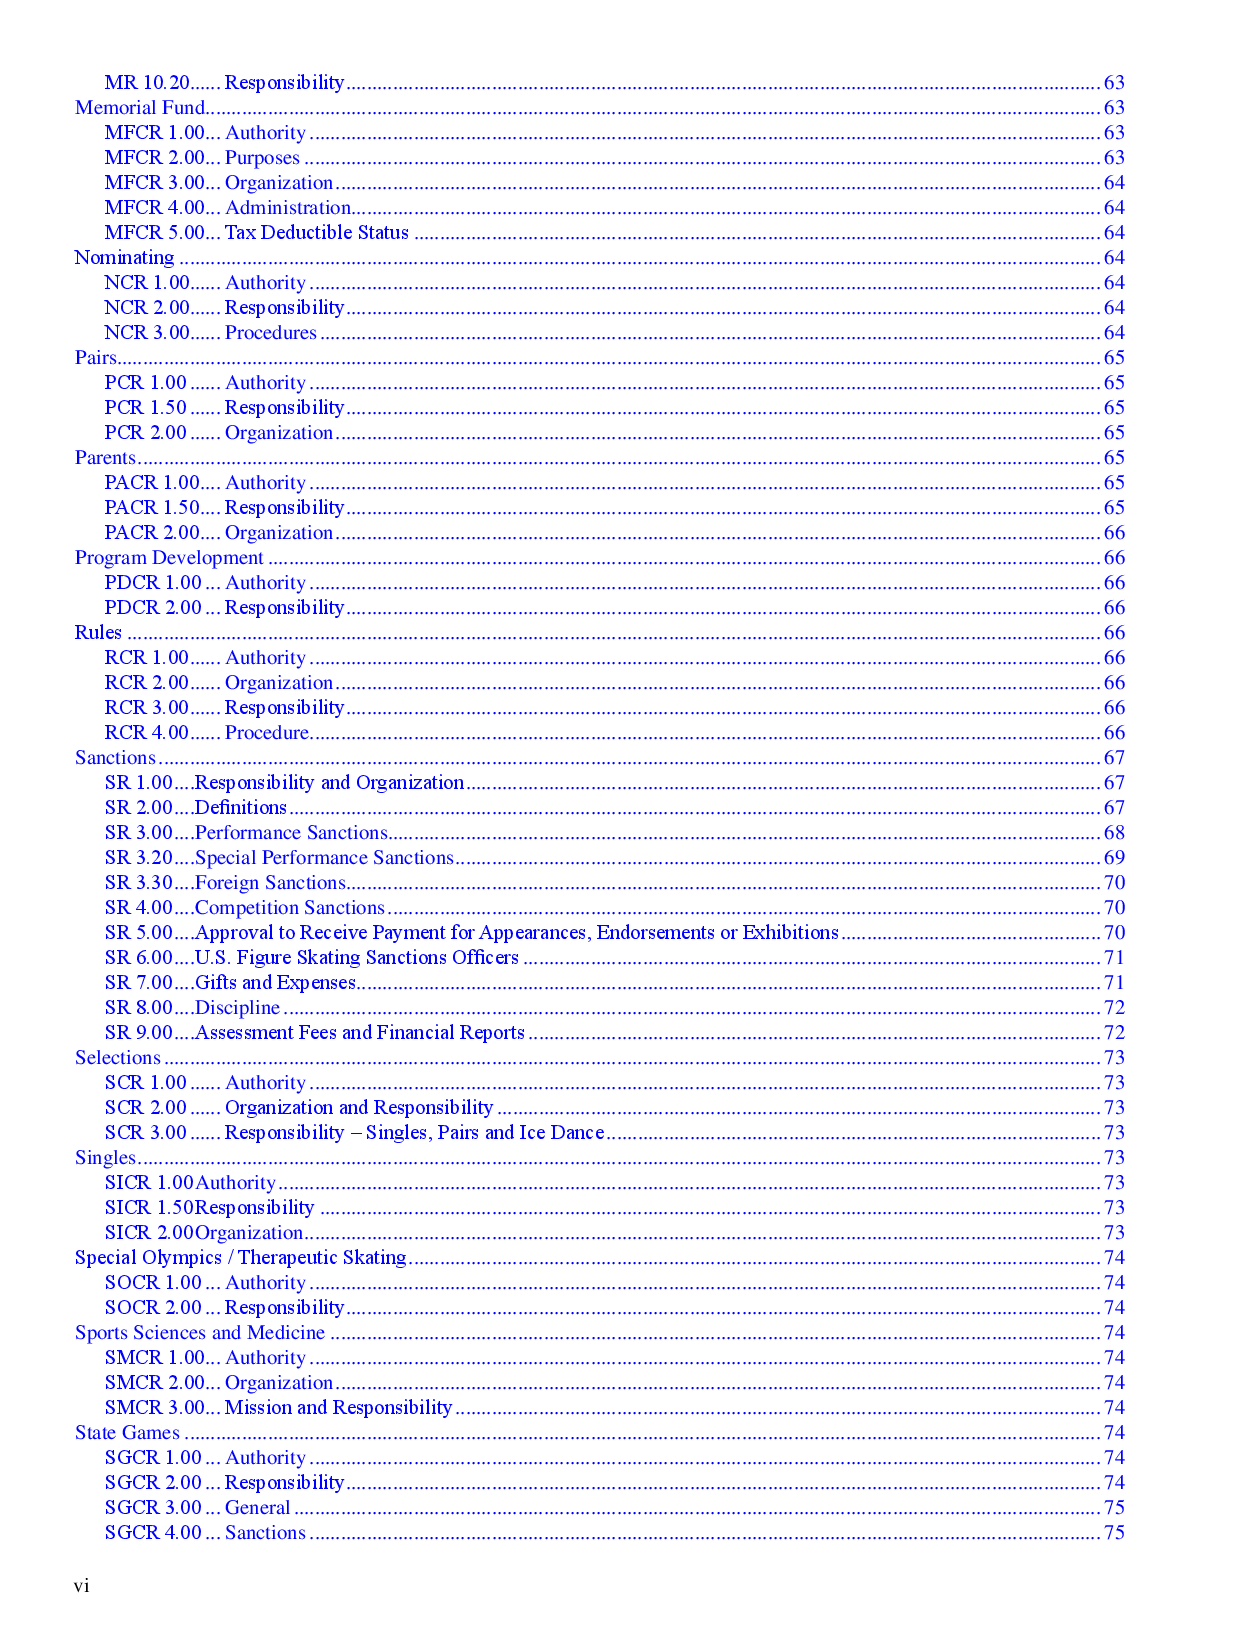 MR 10.20...... Responsibility ........ 63
Memorial Fund ........ 63
MFCR 1.00... Authority ........ 63
MFCR 2.00... Purposes ........ 63
MFCR 3.00... Organization ........ 64
MFCR 4.00... Administration ........ 64
MFCR 5.00... Tax Deductible Status ........ 64
Nominating ........ 64
NCR 1.00...... Authority ........ 64
NCR 2.00...... Responsibility ........ 64
NCR 3.00...... Procedures ........ 64
Pairs ........ 65
PCR 1.00 ...... Authority ........ 65
PCR 1.50 ...... Responsibility ........ 65
PCR 2.00 ...... Organization ........ 65
Parents ........ 65
PACR 1.00.... Authority ........ 65
PACR 1.50.... Responsibility ........ 65
PACR 2.00.... Organization ........ 66
Program Development ........ 66
PDCR 1.00 ... Authority ........ 66
PDCR 2.00 ... Responsibility ........ 66
Rules ........ 66
RCR 1.00...... Authority ........ 66
RCR 2.00...... Organization ........ 66
RCR 3.00...... Responsibility ........ 66
RCR 4.00...... Procedure ........ 66
Sanctions ........ 67
SR 1.00....Responsibility and Organization ........ 67
SR 2.00....Definitions ........ 67
SR 3.00....Performance Sanctions ........ 68
SR 3.20....Special Performance Sanctions ........ 69
SR 3.30....Foreign Sanctions ........ 70
SR 4.00....Competition Sanctions ........ 70
SR 5.00....Approval to Receive Payment for Appearances, Endorsements or Exhibitions ........ 70
SR 6.00....U.S. Figure Skating Sanctions Officers ........ 71
SR 7.00....Gifts and Expenses ........ 71
SR 8.00....Discipline ........ 72
SR 9.00....Assessment Fees and Financial Reports ........ 72
Selections ........ 73
SCR 1.00 ...... Authority ........ 73
SCR 2.00 ...... Organization and Responsibility ........ 73
SCR 3.00 ...... Responsibility – Singles, Pairs and Ice Dance ........ 73
Singles ........ 73
SICR 1.00Authority ........ 73
SICR 1.50Responsibility ........ 73
SICR 2.00Organization ........ 73
Special Olympics / Therapeutic Skating ........ 74
SOCR 1.00 ... Authority ........ 74
SOCR 2.00 ... Responsibility ........ 74
Sports Sciences and Medicine ........ 74
SMCR 1.00... Authority ........ 74
SMCR 2.00... Organization ........ 74
SMCR 3.00... Mission and Responsibility ........ 74
State Games ........ 74
SGCR 1.00 ... Authority ........ 74
SGCR 2.00 ... Responsibility ........ 74
SGCR 3.00 ... General ........ 75
SGCR 4.00 ... Sanctions ........ 75
vi